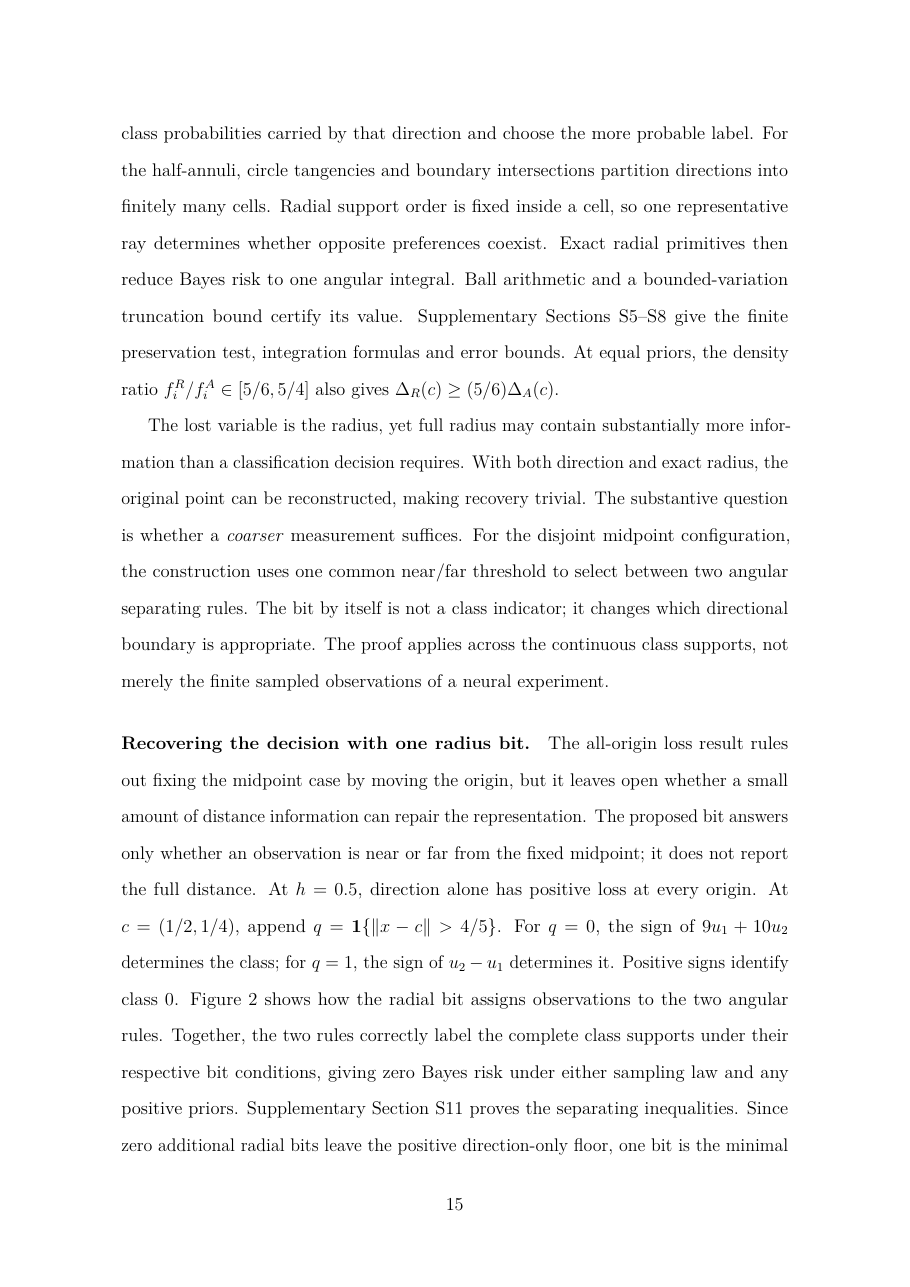 class probabilities carried by that direction and choose the more probable label. For
the half-annuli, circle tangencies and boundary intersections partition directions into
finitely many cells. Radial support order is fixed inside a cell, so one representative
ray determines whether opposite preferences coexist. Exact radial primitives then
reduce Bayes risk to one angular integral. Ball arithmetic and a bounded-variation
truncation bound certify its value. Supplementary Sections S5–S8 give the finite
preservation test, integration formulas and error bounds. At equal priors, the density
ratio f_i^R/f_i^A ∈ [5/6, 5/4] also gives Δ_R(c) ≥ (5/6)Δ_A(c).
The lost variable is the radius, yet full radius may contain substantially more infor-
mation than a classification decision requires. With both direction and exact radius, the
original point can be reconstructed, making recovery trivial. The substantive question
is whether a coarser measurement suffices. For the disjoint midpoint configuration,
the construction uses one common near/far threshold to select between two angular
separating rules. The bit by itself is not a class indicator; it changes which directional
boundary is appropriate. The proof applies across the continuous class supports, not
merely the finite sampled observations of a neural experiment.
Recovering the decision with one radius bit. The all-origin loss result rules
out fixing the midpoint case by moving the origin, but it leaves open whether a small
amount of distance information can repair the representation. The proposed bit answers
only whether an observation is near or far from the fixed midpoint; it does not report
the full distance. At h = 0.5, direction alone has positive loss at every origin. At
c = (1/2, 1/4), append q = 1{‖x − c‖ > 4/5}. For q = 0, the sign of 9u₁ + 10u₂
determines the class; for q = 1, the sign of u₂ − u₁ determines it. Positive signs identify
class 0. Figure 2 shows how the radial bit assigns observations to the two angular
rules. Together, the two rules correctly label the complete class supports under their
respective bit conditions, giving zero Bayes risk under either sampling law and any
positive priors. Supplementary Section S11 proves the separating inequalities. Since
zero additional radial bits leave the positive direction-only floor, one bit is the minimal
15